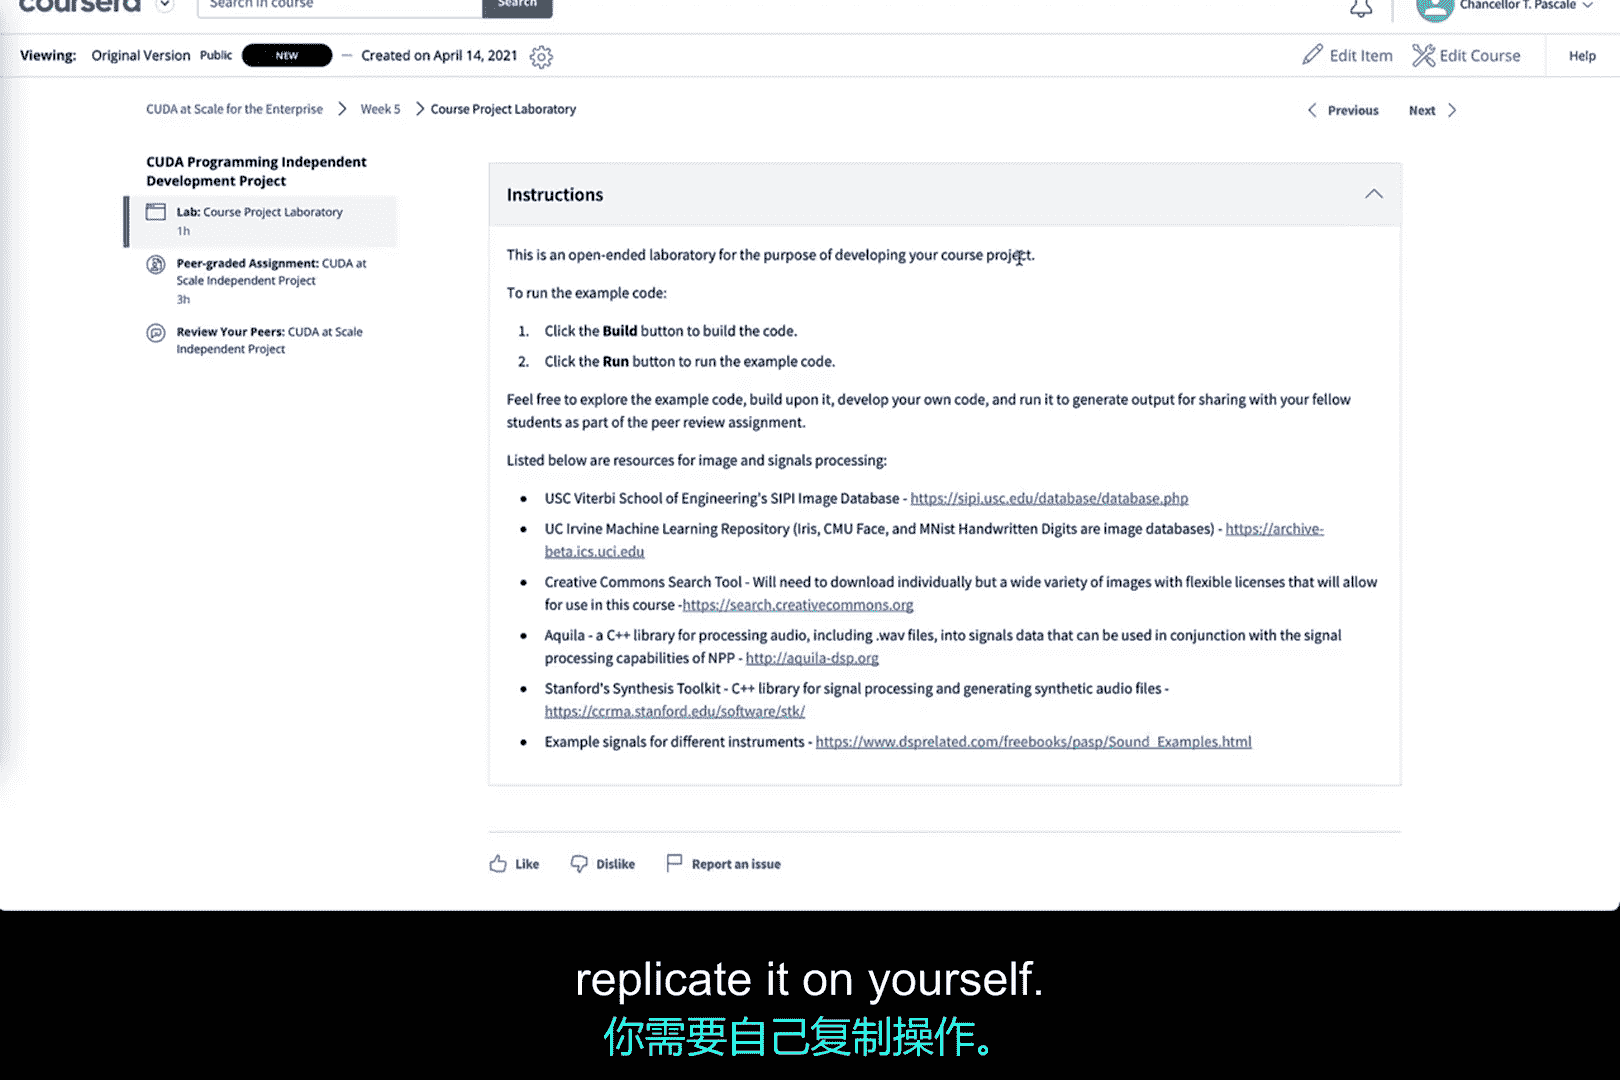 coursera
Search in course
Search
Chancellor T. Pascale
Viewing: Original Version Public NEW — Created on April 14, 2021
Edit Item Edit Course Help
CUDA at Scale for the Enterprise > Week 5 > Course Project Laboratory
Previous Next
CUDA Programming Independent
Development Project
Lab: Course Project Laboratory
1h
Peer-graded Assignment: CUDA at
Scale Independent Project
3h
Review Your Peers: CUDA at Scale
Independent Project
Instructions
This is an open-ended laboratory for the purpose of developing your course project.
To run the example code:
1. Click the Build button to build the code.
2. Click the Run button to run the example code.
Feel free to explore the example code, build upon it, develop your own code, and run it to generate output for sharing with your fellow
students as part of the peer review assignment.
Listed below are resources for image and signals processing:
• USC Viterbi School of Engineering's SIPI Image Database - https://sipi.usc.edu/database/database.php
• UC Irvine Machine Learning Repository (Iris, CMU Face, and MNist Handwritten Digits are image databases) - https://archive-
beta.ics.uci.edu
• Creative Commons Search Tool - Will need to download individually but a wide variety of images with flexible licenses that will allow
for use in this course -https://search.creativecommons.org
• Aquila - a C++ library for processing audio, including .wav files, into signals data that can be used in conjunction with the signal
processing capabilities of NPP - http://aquila-dsp.org
• Stanford's Synthesis Toolkit - C++ library for signal processing and generating synthetic audio files -
https://ccrma.stanford.edu/software/stk/
• Example signals for different instruments - https://www.dsprelated.com/freebooks/pasp/Sound_Examples.html
Like Dislike Report an issue
replicate it on yourself.
你需要自己复制操作。